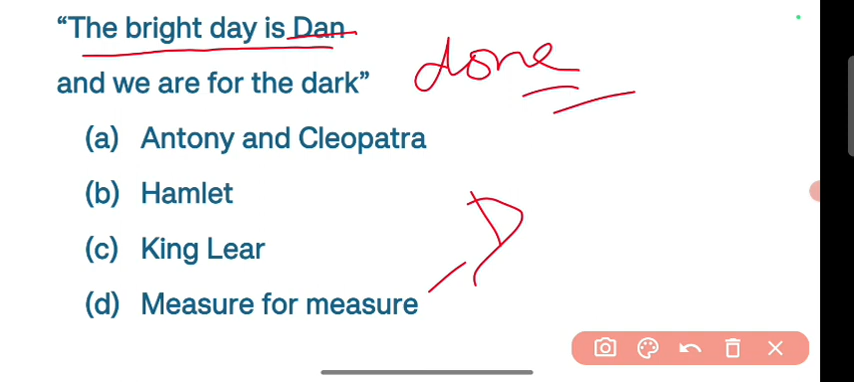 “The bright day is Dan
done
and we are for the dark”
(a) Antony and Cleopatra
(b) Hamlet
(c) King Lear
(d) Measure for measure